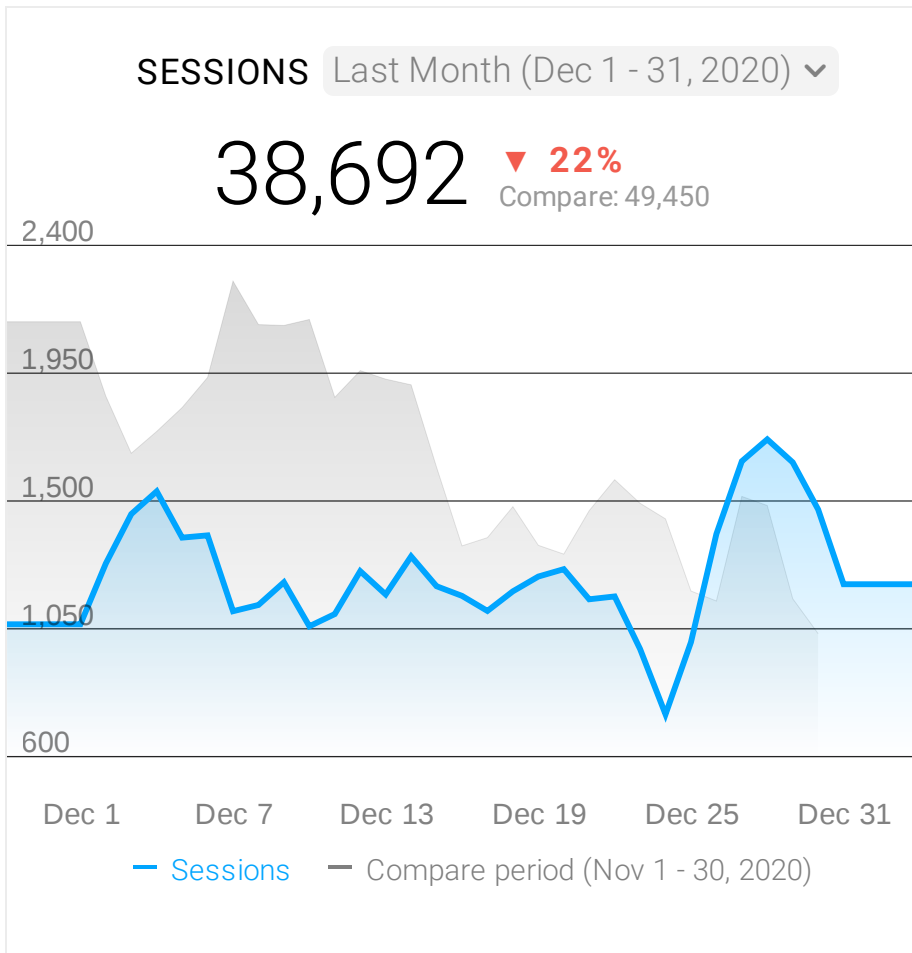 SESSIONS Last Month (Dec 1 - 31, 2020)
38,692 ▼ 22%
Compare: 49,450
2,400
1,950
1,500
1,050
600
Dec 1 Dec 7 Dec 13 Dec 19 Dec 25 Dec 31
Sessions Compare period (Nov 1 - 30, 2020)